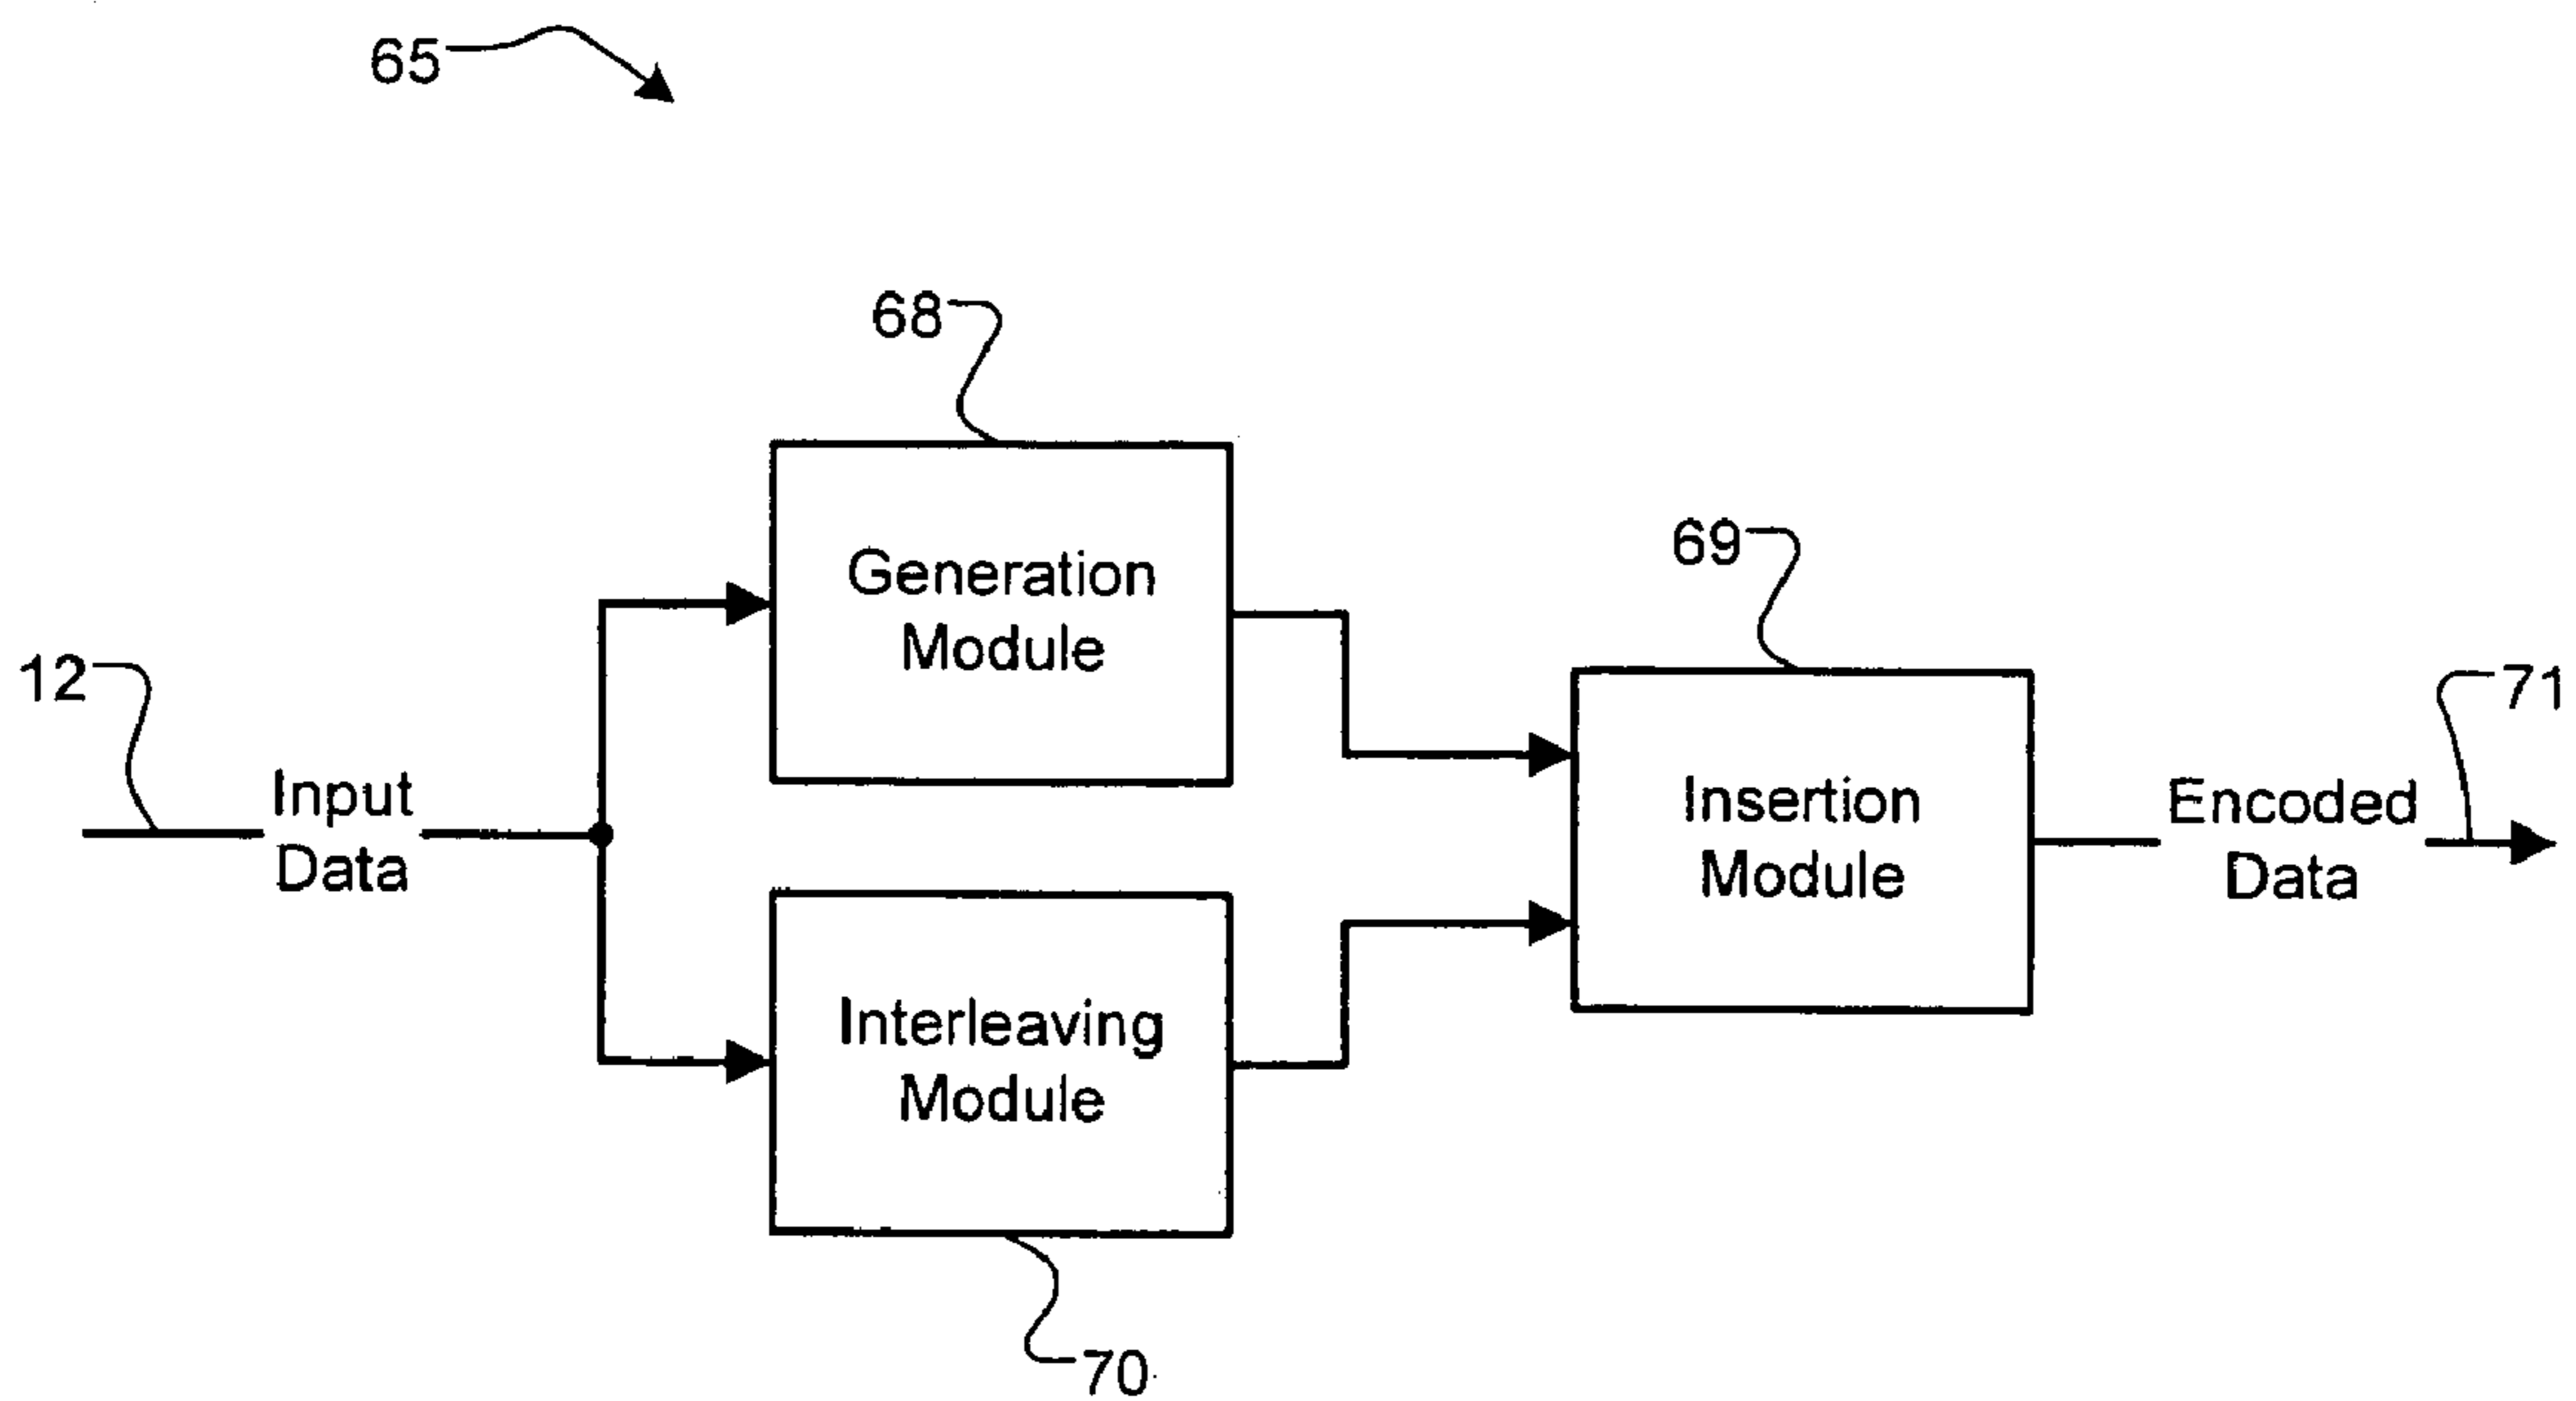 65
68
Generation
Module
69
12
Input
Data
Insertion
Module
71
Encoded
Data
Interleaving
Module
70